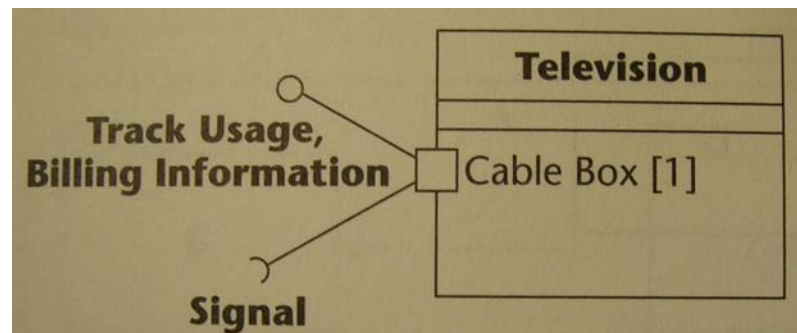 Television
Track Usage,
Billing Information
Cable Box [1]
Signal